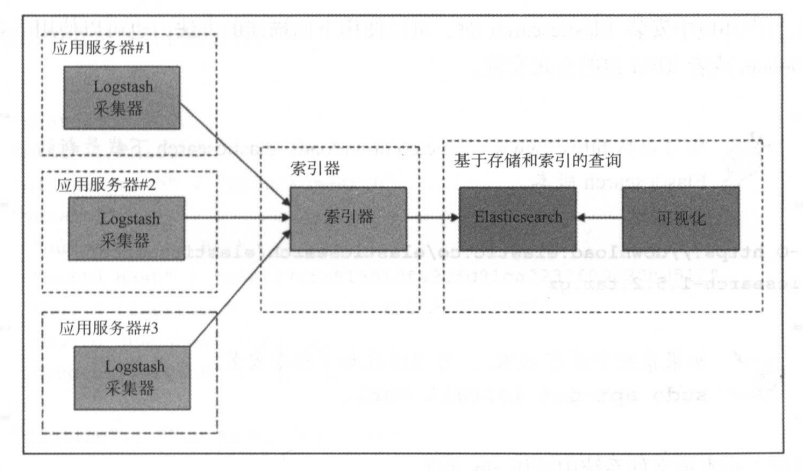 应用服务器#1
Logstash
采集器
应用服务器#2
Logstash
采集器
应用服务器#3
Logstash
采集器
索引器
索引器
基于存储和索引的查询
Elasticsearch
可视化